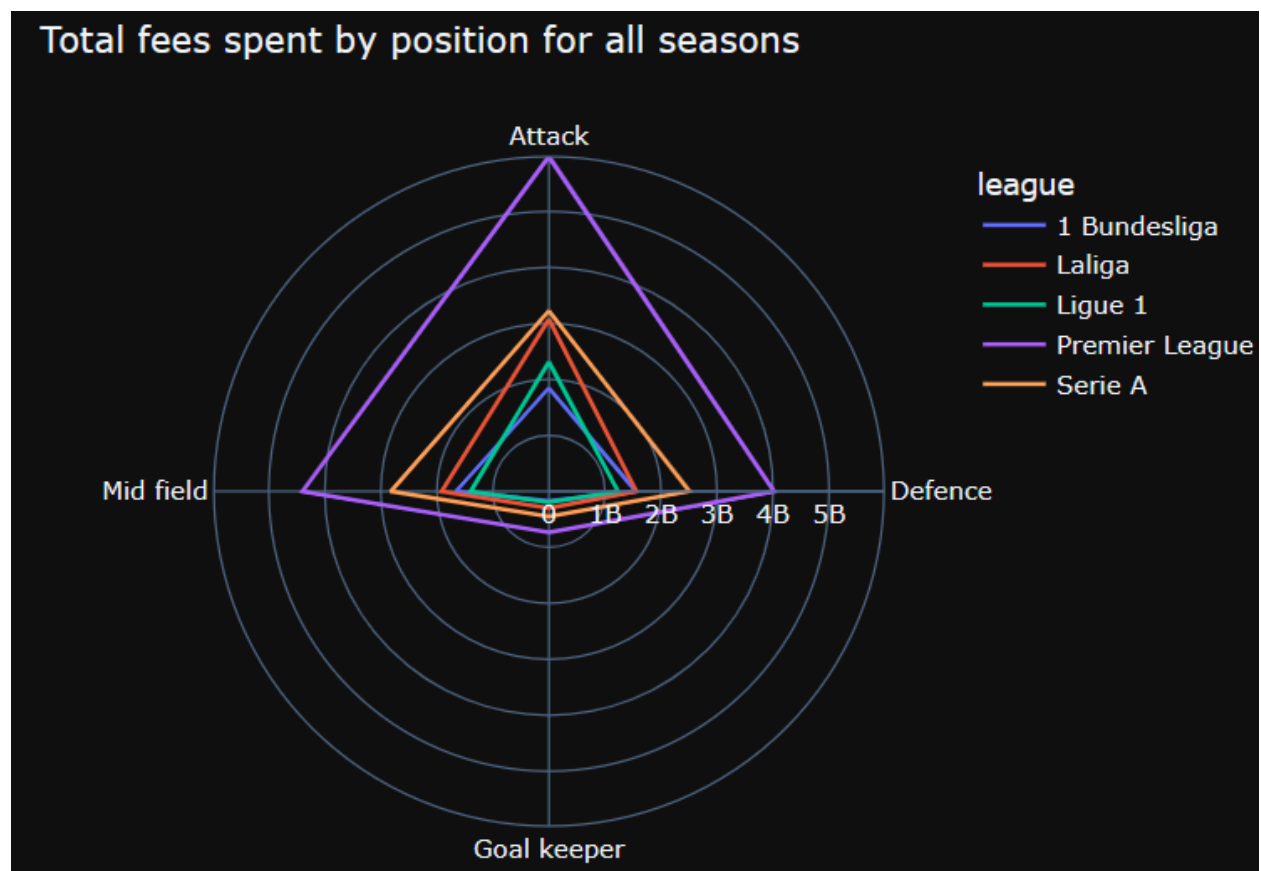 Total fees spent by position for all seasons
Attack
league
1 Bundesliga
Laliga
Ligue 1
Premier League
Serie A
Mid field
Defence
0 1B 2B 3B 4B 5B
Goal keeper